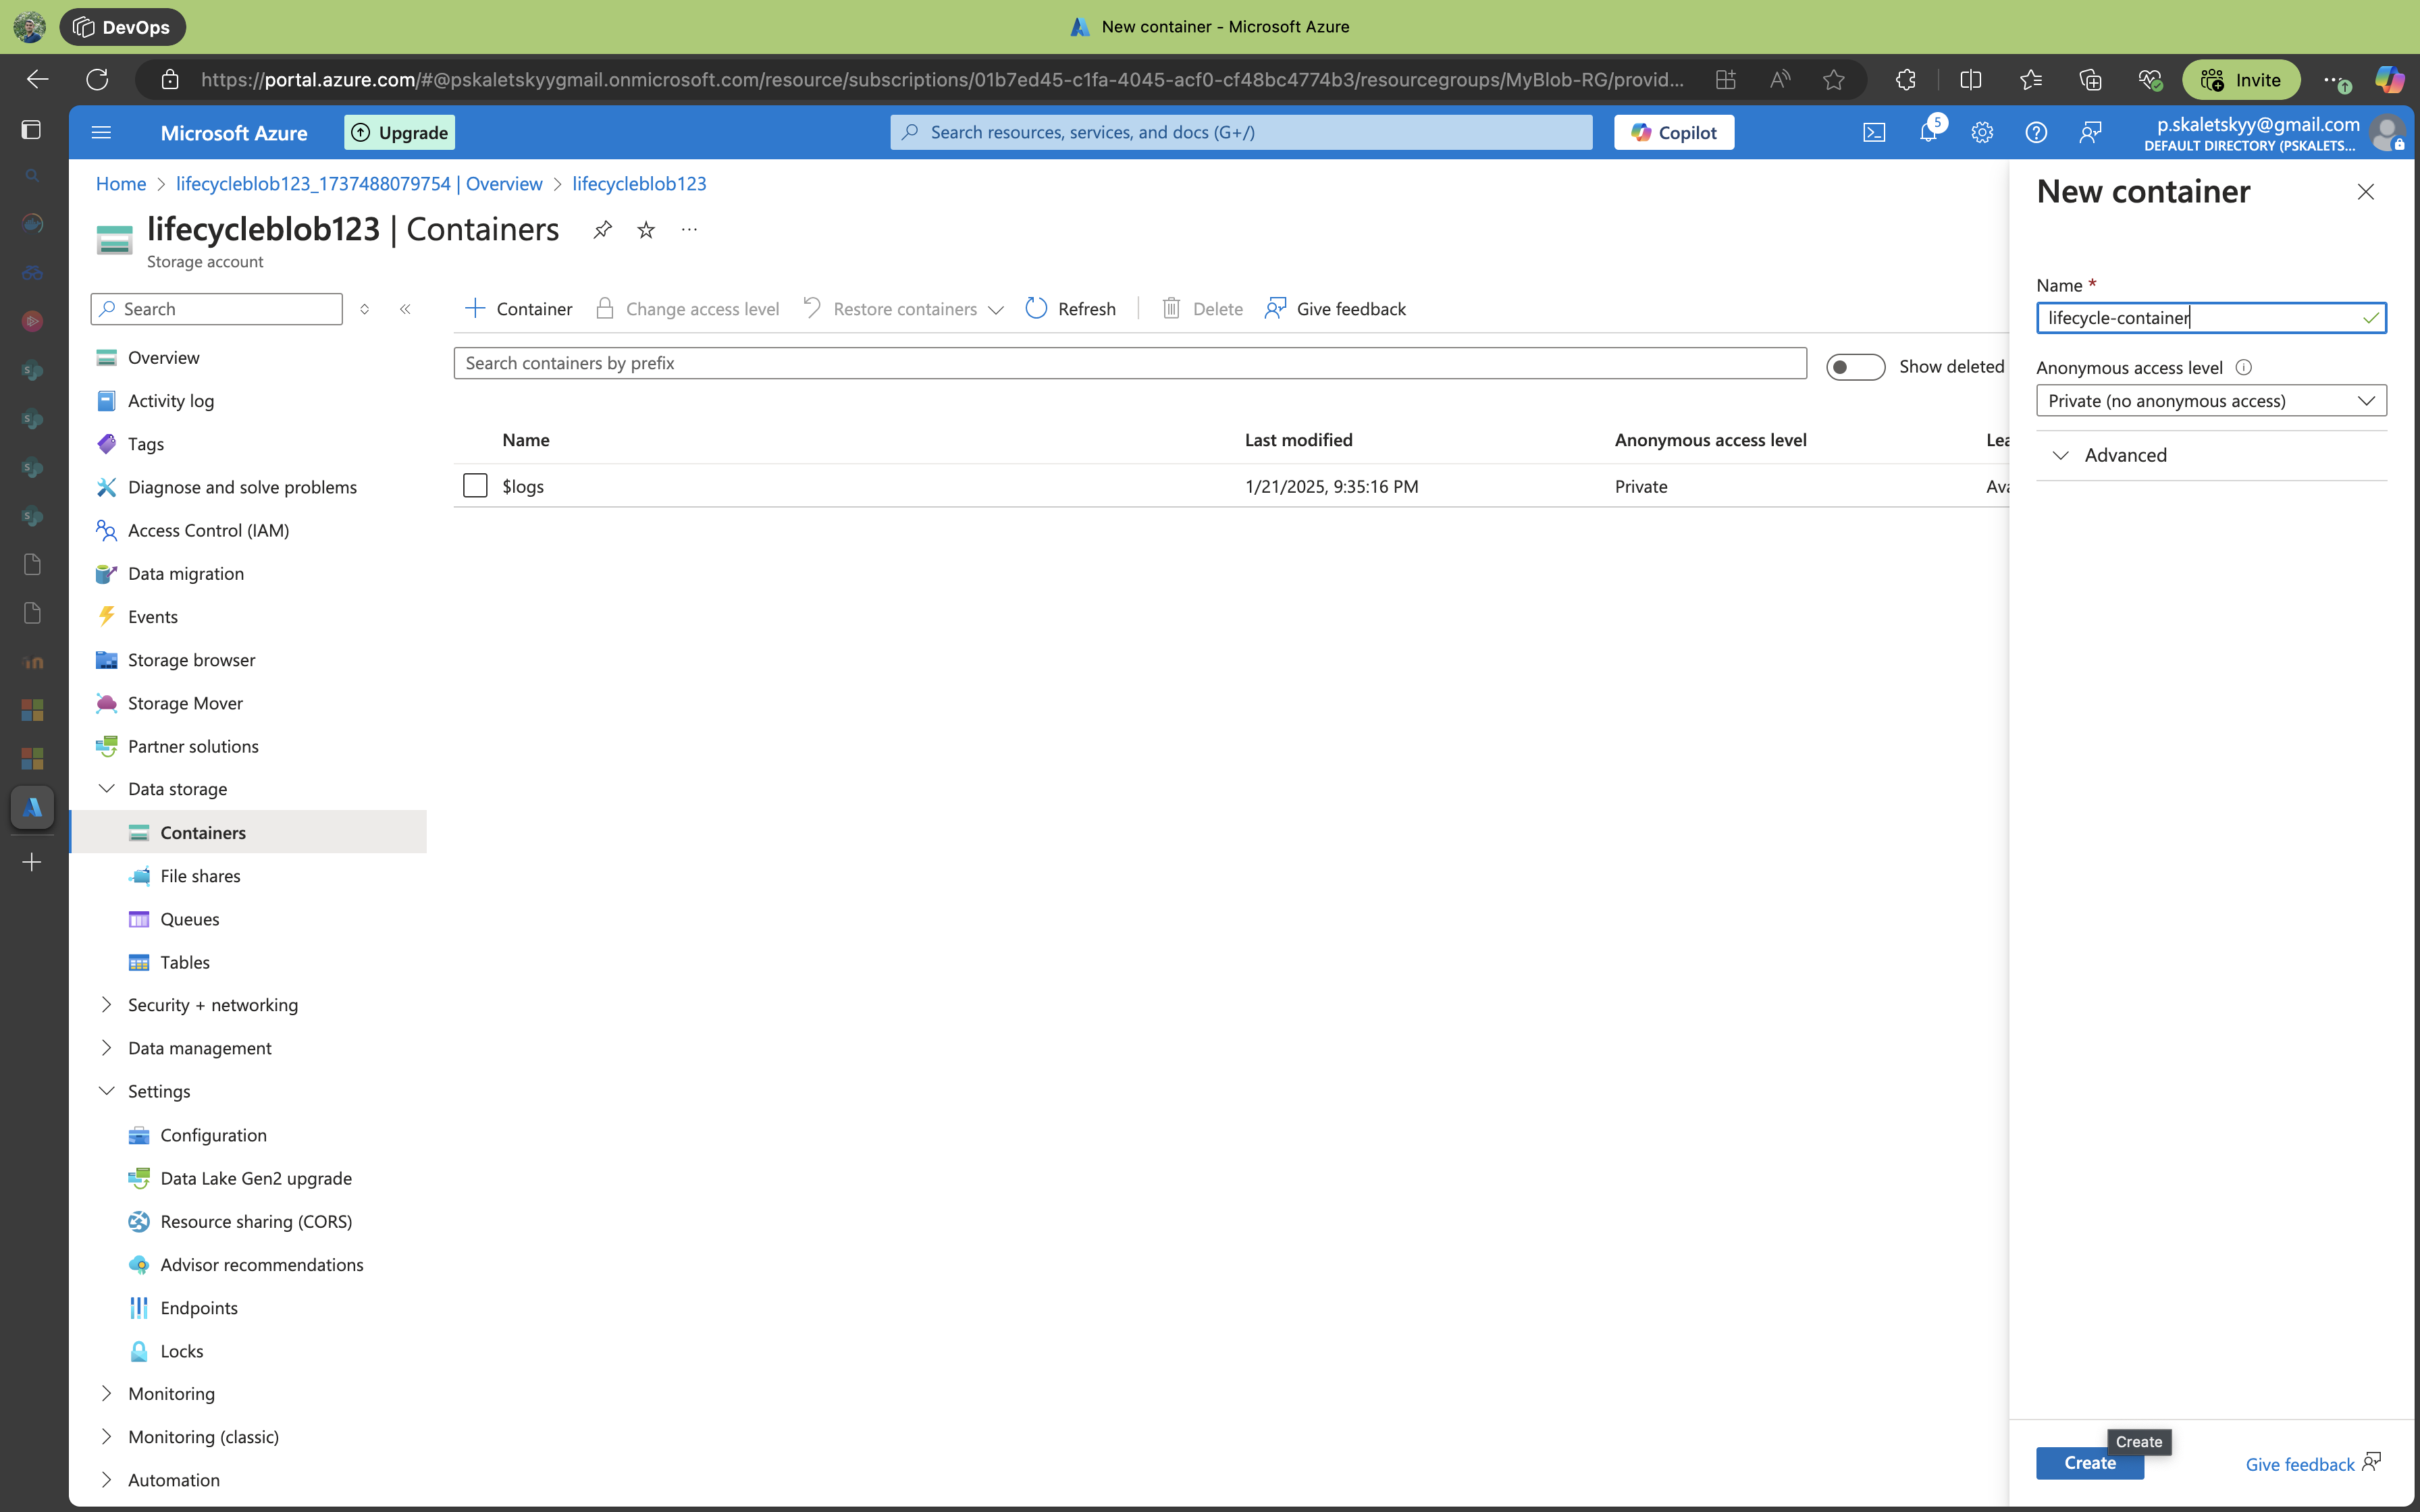 DevOps
New container - Microsoft Azure
https://portal.azure.com/#@pskaletskyygmail.onmicrosoft.com/resource/subscriptions/01b7ed45-c1fa-4045-acf0-cf48bc4774b3/resourcegroups/MyBlob-RG/provid...
Invite
Microsoft Azure
Upgrade
Search resources, services, and docs (G+/)
Copilot
5
p.skaletskyy@gmail.com
DEFAULT DIRECTORY (PSKALETS...
Home > lifecycleblob123_1737488079754 | Overview > lifecycleblob123
lifecycleblob123 | Containers
Storage account
Search
Container
Change access level
Restore containers
Refresh
Delete
Give feedback
Search containers by prefix
Show deleted
Name
Last modified
Anonymous access level
Lea
$logs
1/21/2025, 9:35:16 PM
Private
Ava
Overview
Activity log
Tags
Diagnose and solve problems
Access Control (IAM)
Data migration
Events
Storage browser
Storage Mover
Partner solutions
Data storage
Containers
File shares
Queues
Tables
Security + networking
Data management
Settings
Configuration
Data Lake Gen2 upgrade
Resource sharing (CORS)
Advisor recommendations
Endpoints
Locks
Monitoring
Monitoring (classic)
Automation
New container
Name *
lifecycle-container
Anonymous access level
Private (no anonymous access)
Advanced
Create
Create
Give feedback